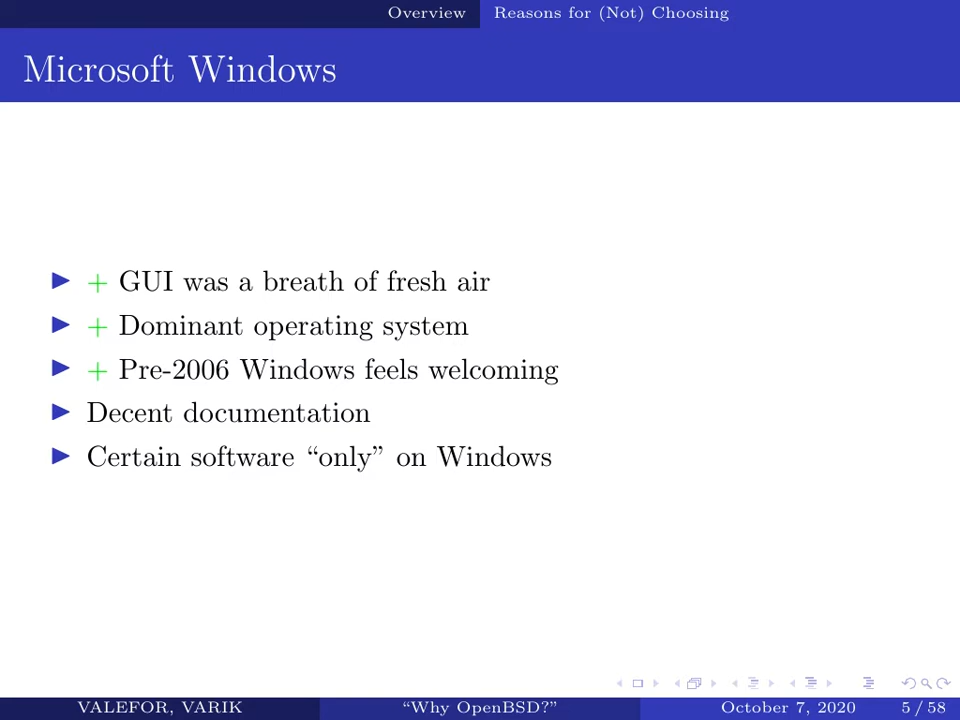 Overview Reasons for (Not) Choosing
Microsoft Windows
+ GUI was a breath of fresh air
+ Dominant operating system
+ Pre-2006 Windows feels welcoming
Decent documentation
Certain software “only” on Windows
VALEFOR, VARIK “Why OpenBSD?” October 7, 2020 5 / 58